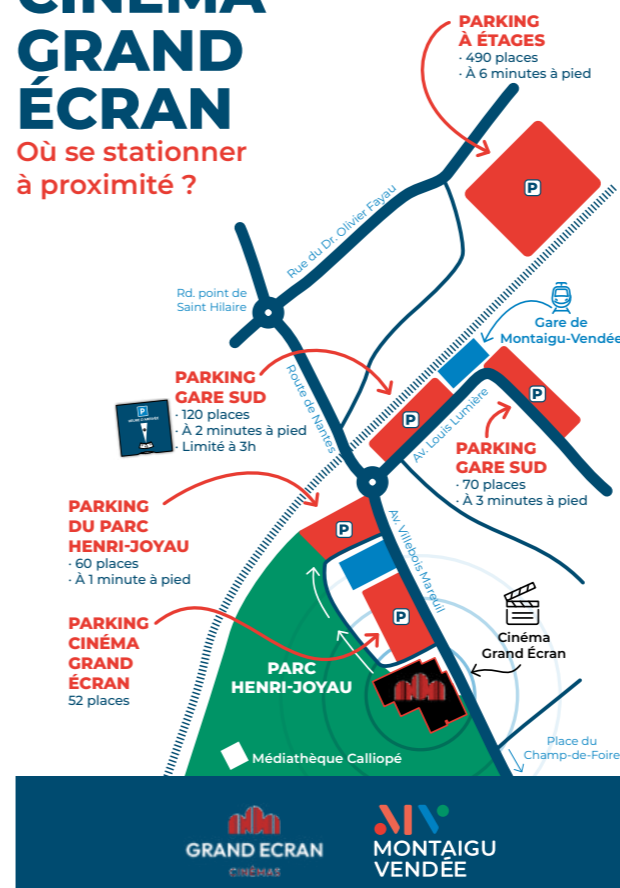 CINÉMA
GRAND
ÉCRAN
Où se stationner
à proximité ?
PARKING
À ÉTAGES
· 490 places
· À 6 minutes à pied
P
Rue du Dr. Olivier Fayau
Rd. point de
Saint Hilaire
Gare de
Montaigu-Vendée
Route de Nantes
PARKING
GARE SUD
· 120 places
· À 2 minutes à pied
· Limité à 3h
P
P
P
Av. Louis Lumière
PARKING
GARE SUD
· 70 places
· À 3 minutes à pied
PARKING
DU PARC
HENRI-JOYAU
· 60 places
· À 1 minute à pied
P
Av. Villebois Mareuil
PARKING
CINÉMA
GRAND
ÉCRAN
52 places
P
Cinéma
Grand Écran
PARC
HENRI-JOYAU
Médiathèque Calliopé
Place du
Champ-de-Foire
GRAND ECRAN
CINÉMAS
MONTAIGU
VENDÉE